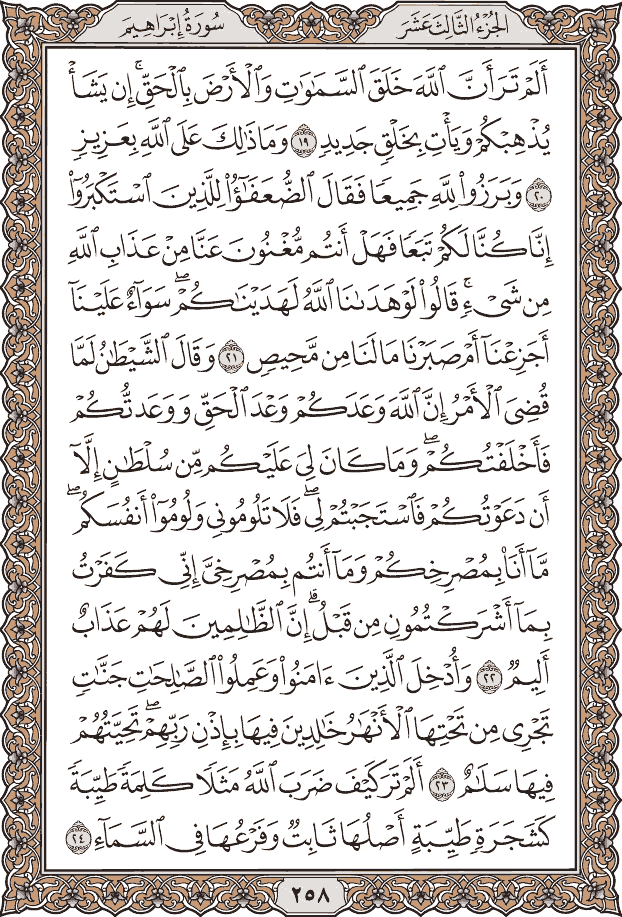 الجُزْءُ الثَّالِثَ عَشَرَ
سُورَةُ إِبْرَاهِيمَ
أَلَمْ تَرَ أَنَّ ٱللَّهَ خَلَقَ ٱلسَّمَٰوَٰتِ وَٱلْأَرْضَ بِٱلْحَقِّۚ إِن يَشَأْ
يُذْهِبْكُمْ وَيَأْتِ بِخَلْقٖ جَدِيدٖ ١٩ وَمَا ذَٰلِكَ عَلَى ٱللَّهِ بِعَزِيزٖ
٢٠ وَبَرَزُواْ لِلَّهِ جَمِيعٗا فَقَالَ ٱلضُّعَفَٰٓؤُاْ لِلَّذِينَ ٱسْتَكْبَرُوٓاْ
إِنَّا كُنَّا لَكُمْ تَبَعٗا فَهَلْ أَنتُم مُّغْنُونَ عَنَّا مِنْ عَذَابِ ٱللَّهِ
مِن شَيْءٖۚ قَالُواْ لَوْ هَدَىٰنَا ٱللَّهُ لَهَدَيْنَٰكُمْۖ سَوَآءٌ عَلَيْنَآ
أَجَزِعْنَآ أَمْ صَبَرْنَا مَا لَنَا مِن مَّحِيصٖ ٢١ وَقَالَ ٱلشَّيْطَٰنُ لَمَّا
قُضِيَ ٱلْأَمْرُ إِنَّ ٱللَّهَ وَعَدَكُمْ وَعْدَ ٱلْحَقِّ وَوَعَدتُّكُمْ
فَأَخْلَفْتُكُمْۖ وَمَا كَانَ لِيَ عَلَيْكُم مِّن سُلْطَٰنٍ إِلَّآ
أَن دَعَوْتُكُمْ فَٱسْتَجَبْتُمْ لِيۖ فَلَا تَلُومُونِي وَلُومُوٓاْ أَنفُسَكُمۖ
مَّآ أَنَا۠ بِمُصْرِخِكُمْ وَمَآ أَنتُم بِمُصْرِخِيَّ إِنِّي كَفَرْتُ
بِمَآ أَشْرَكْتُمُونِ مِن قَبْلُۗ إِنَّ ٱلظَّٰلِمِينَ لَهُمْ عَذَابٌ
أَلِيمٞ ٢٢ وَأُدْخِلَ ٱلَّذِينَ ءَامَنُواْ وَعَمِلُواْ ٱلصَّٰلِحَٰتِ جَنَّٰتٖ
تَجْرِي مِن تَحْتِهَا ٱلْأَنْهَٰرُ خَٰلِدِينَ فِيهَا بِإِذْنِ رَبِّهِمْۖ تَحِيَّتُهُمْ
فِيهَا سَلَٰمٌ ٢٣ أَلَمْ تَرَ كَيْفَ ضَرَبَ ٱللَّهُ مَثَلٗا كَلِمَةٗ طَيِّبَةٗ
كَشَجَرَةٖ طَيِّبَةٍ أَصْلُهَا ثَابِتٞ وَفَرْعُهَا فِي ٱلسَّمَآءِ ٢٤
٢٥٨